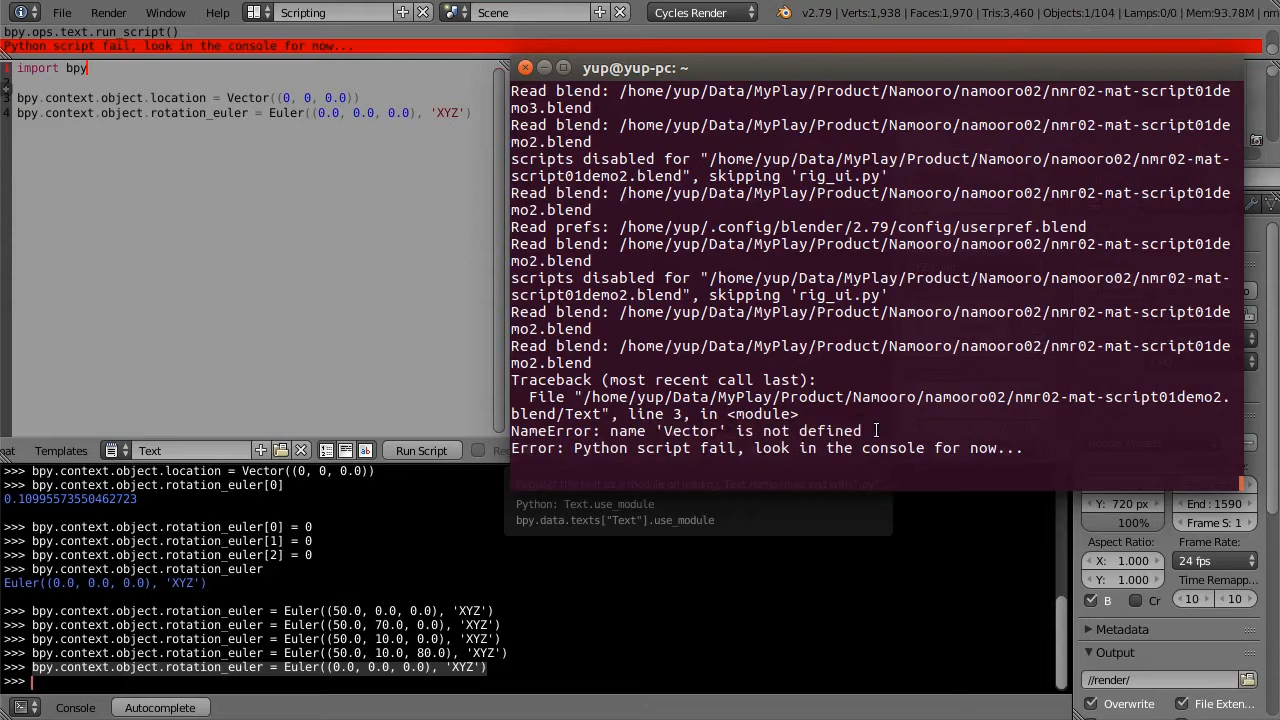 File Render Window Help Scripting Scene Cycles Render v2.79 | Verts:1,938 | Faces:1,970 | Tris:3,460 | Objects:1/104 | Lamps:0/0 | Mem:93.78M
bpy.ops.text.run_script()
Python script fail, look in the console for now...
1 import bpy
2
3 bpy.context.object.location = Vector((0, 0, 0.0))
4 bpy.context.object.rotation_euler = Euler((0.0, 0.0, 0.0), 'XYZ')
yup@yup-pc: ~
Read blend: /home/yup/Data/MyPlay/Product/Namooro/namooro02/nmr02-mat-script01de
mo3.blend
Read blend: /home/yup/Data/MyPlay/Product/Namooro/namooro02/nmr02-mat-script01de
mo2.blend
scripts disabled for "/home/yup/Data/MyPlay/Product/Namooro/namooro02/nmr02-mat-
script01demo2.blend", skipping 'rig_ui.py'
Read blend: /home/yup/Data/MyPlay/Product/Namooro/namooro02/nmr02-mat-script01de
mo2.blend
Read prefs: /home/yup/.config/blender/2.79/config/userpref.blend
Read blend: /home/yup/Data/MyPlay/Product/Namooro/namooro02/nmr02-mat-script01de
mo2.blend
scripts disabled for "/home/yup/Data/MyPlay/Product/Namooro/namooro02/nmr02-mat-
script01demo2.blend", skipping 'rig_ui.py'
Read blend: /home/yup/Data/MyPlay/Product/Namooro/namooro02/nmr02-mat-script01de
mo2.blend
Read blend: /home/yup/Data/MyPlay/Product/Namooro/namooro02/nmr02-mat-script01de
mo2.blend
Traceback (most recent call last):
File "/home/yup/Data/MyPlay/Product/Namooro/namooro02/nmr02-mat-script01demo2.
blend/Text", line 3, in <module>
NameError: name 'Vector' is not defined
Error: Python script fail, look in the console for now...
mat Templates Text Run Script
Python: Text.use_module
bpy.data.texts["Text"].use_module
>>> bpy.context.object.location = Vector((0, 0, 0.0))
>>> bpy.context.object.rotation_euler[0]
0.10995573550462723
>>> bpy.context.object.rotation_euler[0] = 0
>>> bpy.context.object.rotation_euler[1] = 0
>>> bpy.context.object.rotation_euler[2] = 0
>>> bpy.context.object.rotation_euler
Euler((0.0, 0.0, 0.0), 'XYZ')
>>> bpy.context.object.rotation_euler = Euler((50.0, 0.0, 0.0), 'XYZ')
>>> bpy.context.object.rotation_euler = Euler((50.0, 70.0, 0.0), 'XYZ')
>>> bpy.context.object.rotation_euler = Euler((50.0, 10.0, 0.0), 'XYZ')
>>> bpy.context.object.rotation_euler = Euler((50.0, 10.0, 80.0), 'XYZ')
>>> bpy.context.object.rotation_euler = Euler((0.0, 0.0, 0.0), 'XYZ')
>>>
Console Autocomplete
Y: 720 px End: 1590
100% Frame S: 1
Aspect Ratio: Frame Rate:
X: 1.000 24 fps
Y: 1.000 Time Remapp...
B Cr 10 10
Metadata
Output
//render/
Overwrite File Exten...